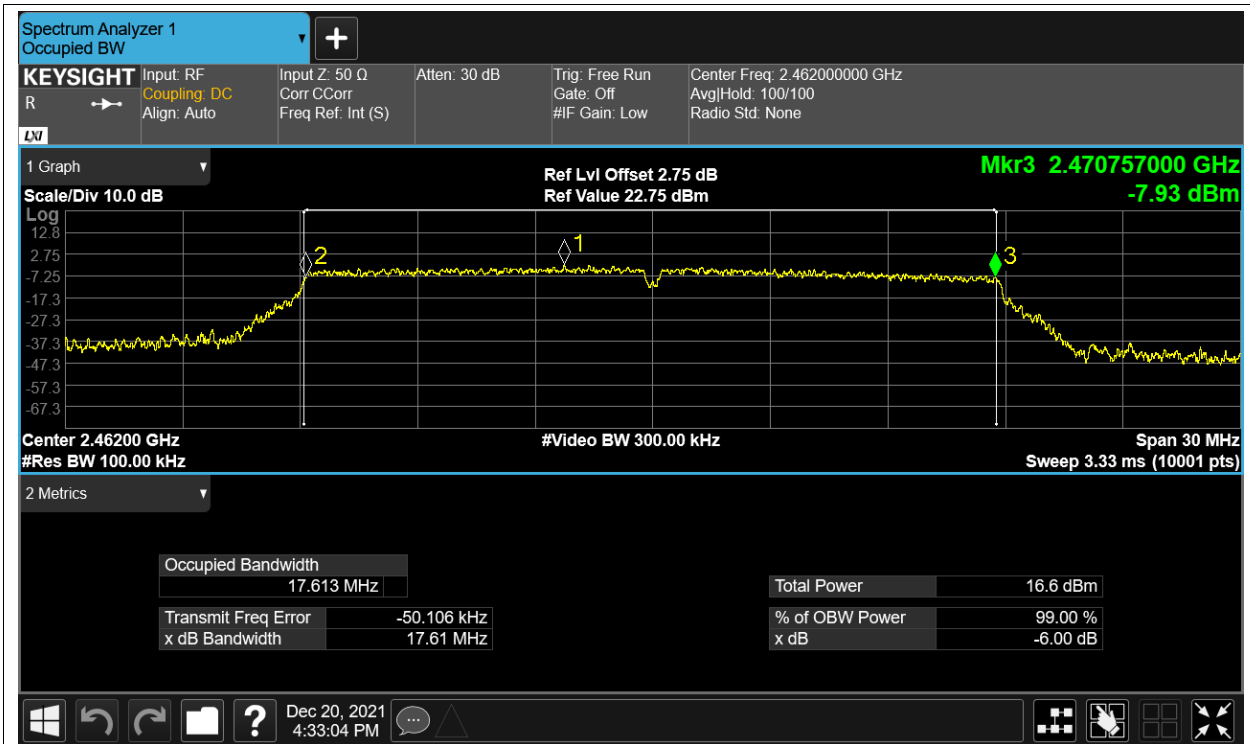 Spectrum Analyzer 1
Occupied BW
KEYSIGHT
R
LXI
Input: RF
Coupling: DC
Align: Auto
Input Z: 50 Ω
Corr CCorr
Freq Ref: Int (S)
Atten: 30 dB
Trig: Free Run
Gate: Off
#IF Gain: Low
Center Freq: 2.462000000 GHz
Avg|Hold: 100/100
Radio Std: None
1 Graph
Scale/Div 10.0 dB
Ref Lvl Offset 2.75 dB
Ref Value 22.75 dBm
Mkr3 2.470757000 GHz
-7.93 dBm
Log
12.8
2.75
-7.25
-17.3
-27.3
-37.3
-47.3
-57.3
-67.3
2
1
3
Center 2.46200 GHz
#Res BW 100.00 kHz
#Video BW 300.00 kHz
Span 30 MHz
Sweep 3.33 ms (10001 pts)
2 Metrics
Occupied Bandwidth
17.613 MHz
Transmit Freq Error -50.106 kHz
x dB Bandwidth 17.61 MHz
Total Power 16.6 dBm
% of OBW Power 99.00 %
x dB -6.00 dB
?
Dec 20, 2021
4:33:04 PM